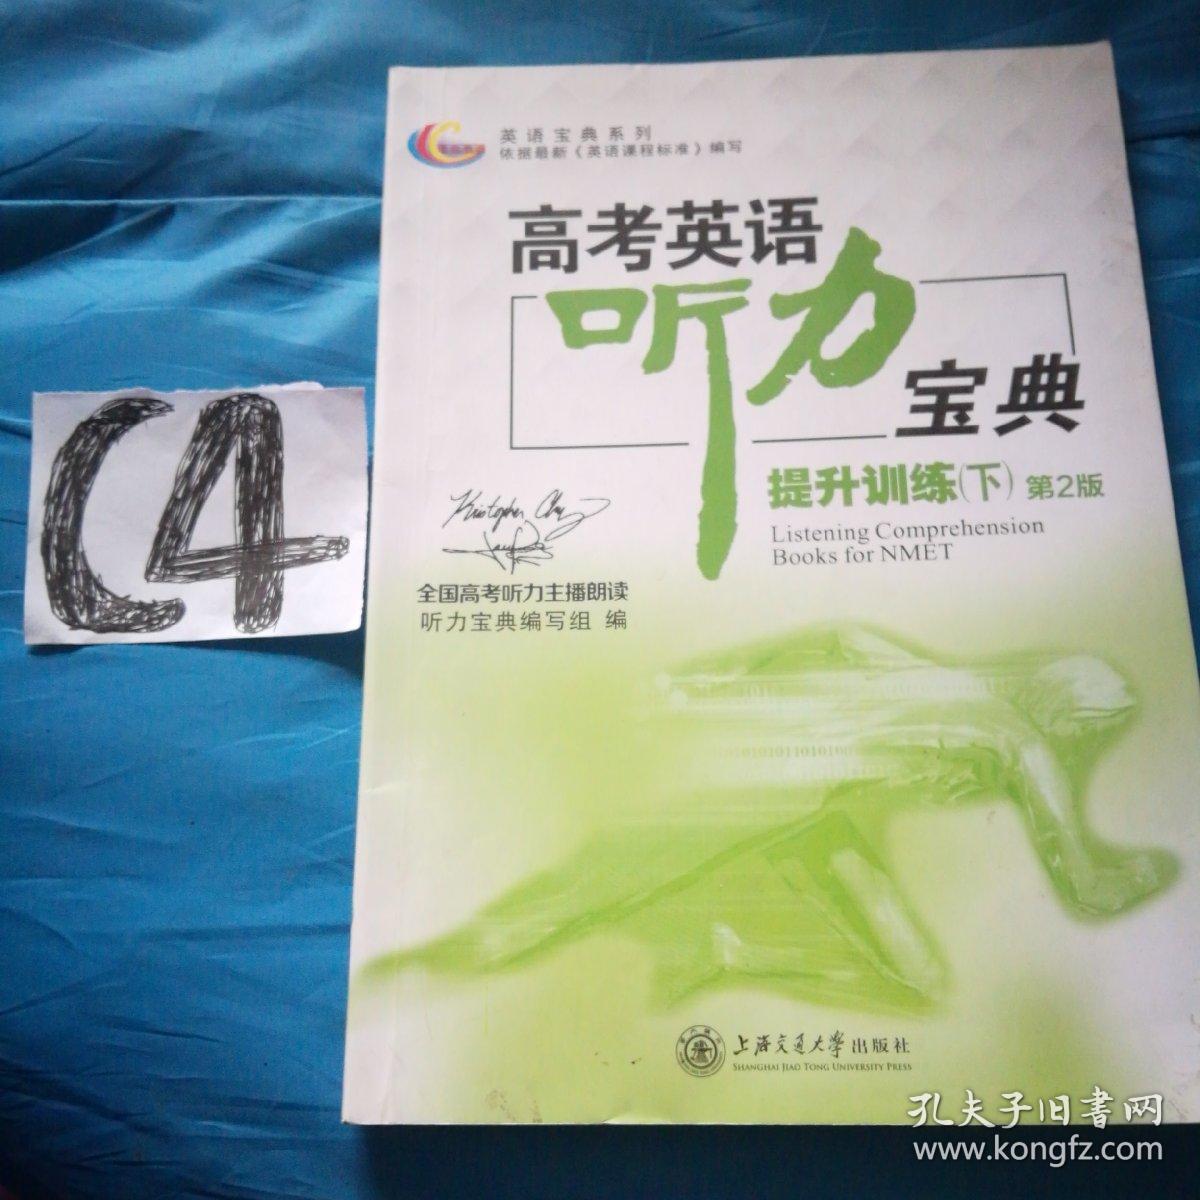 C4
英语宝典系列
依据最新《英语课程标准》编写
高考英语
听力
宝典
提升训练(下) 第2版
Listening Comprehension
Books for NMET
全国高考听力主播朗读
听力宝典编写组 编
上海交通大学出版社
SHANGHAI JIAO TONG UNIVERSITY PRESS
孔夫子旧书网
www.kongfz.com